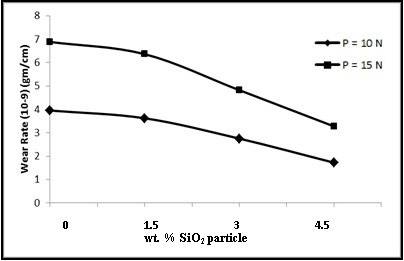 8
7
6
5
4
3
2
1
0
Wear Rate (10-9) (gm/cm)
P = 10 N
P = 15 N
0 1.5 3 4.5
wt. % SiO₂ particle